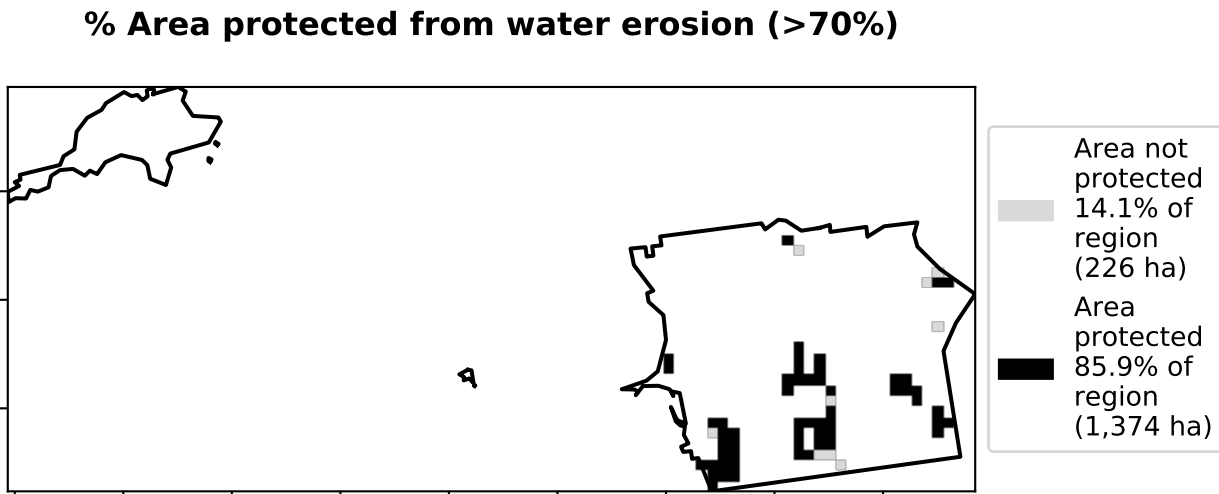 % Area protected from water erosion (>70%)
Area not
protected
14.1% of
region
(226 ha)
Area
protected
85.9% of
region
(1,374 ha)